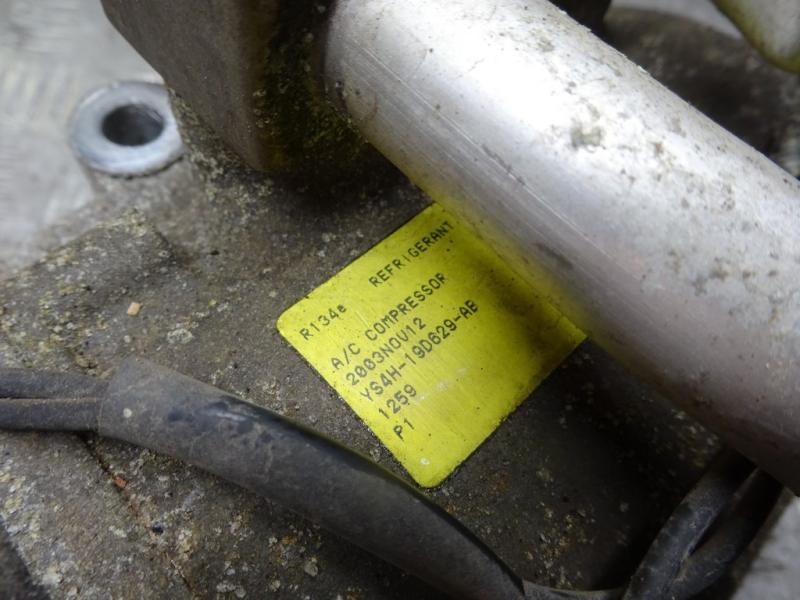 R134a REFRIGERANT
A/C COMPRESSOR
2003NOV12
YS4H-19D629-AB
1259
P1